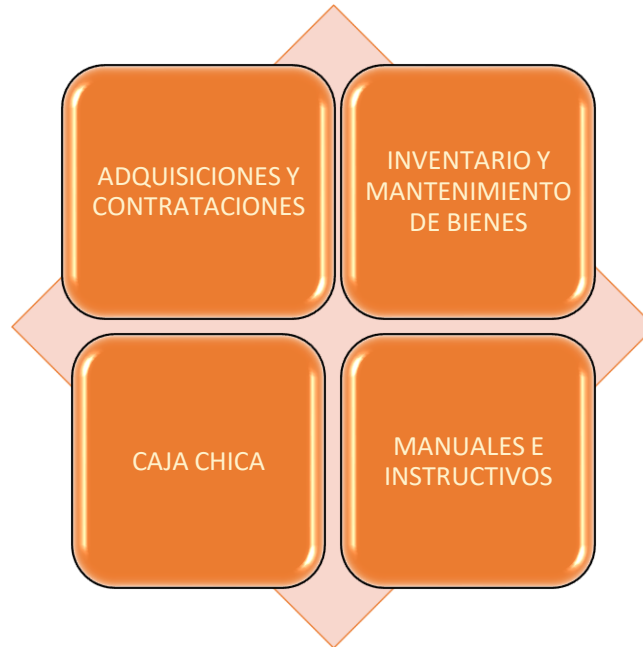 ADQUISICIONES Y
CONTRATACIONES
INVENTARIO Y
MANTENIMIENTO
DE BIENES
CAJA CHICA
MANUALES E
INSTRUCTIVOS